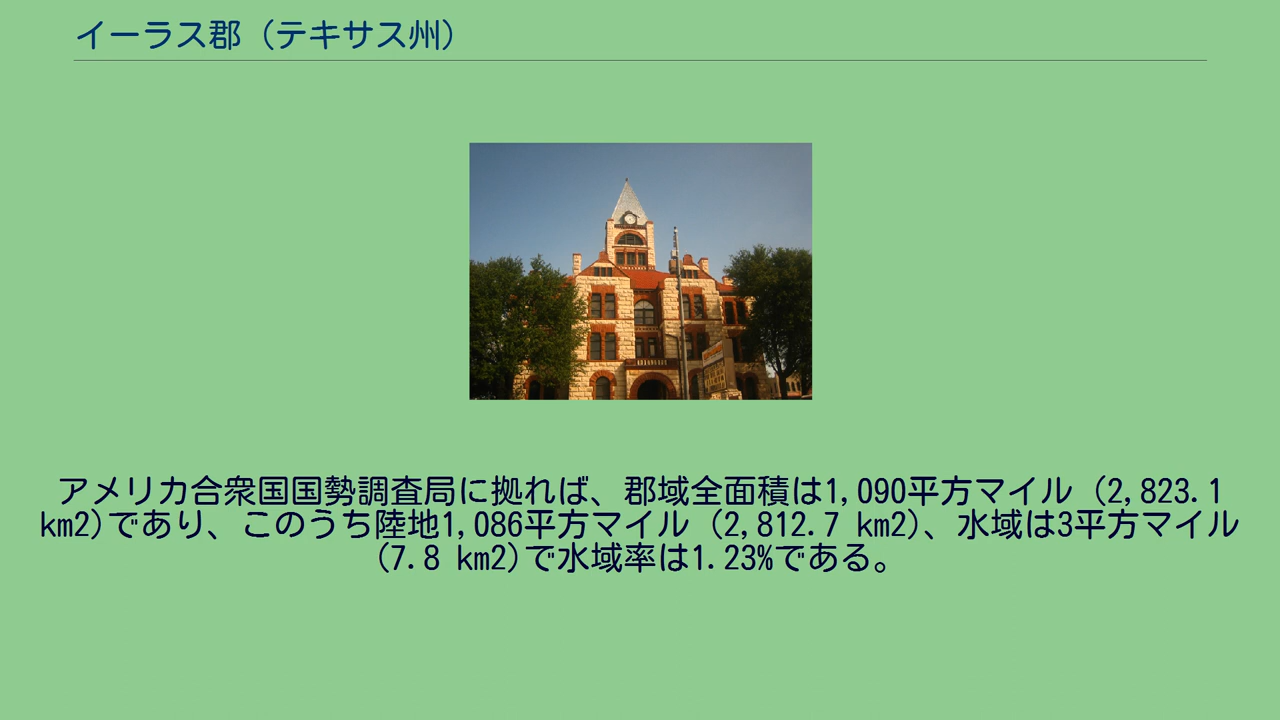 イーラス郡 (テキサス州)
アメリカ合衆国国勢調査局に拠れば、郡域全面積は1,090平方マイル (2,823.1
km2)であり、このうち陸地1,086平方マイル (2,812.7 km2)、水域は3平方マイル
(7.8 km2)で水域率は1.23%である。